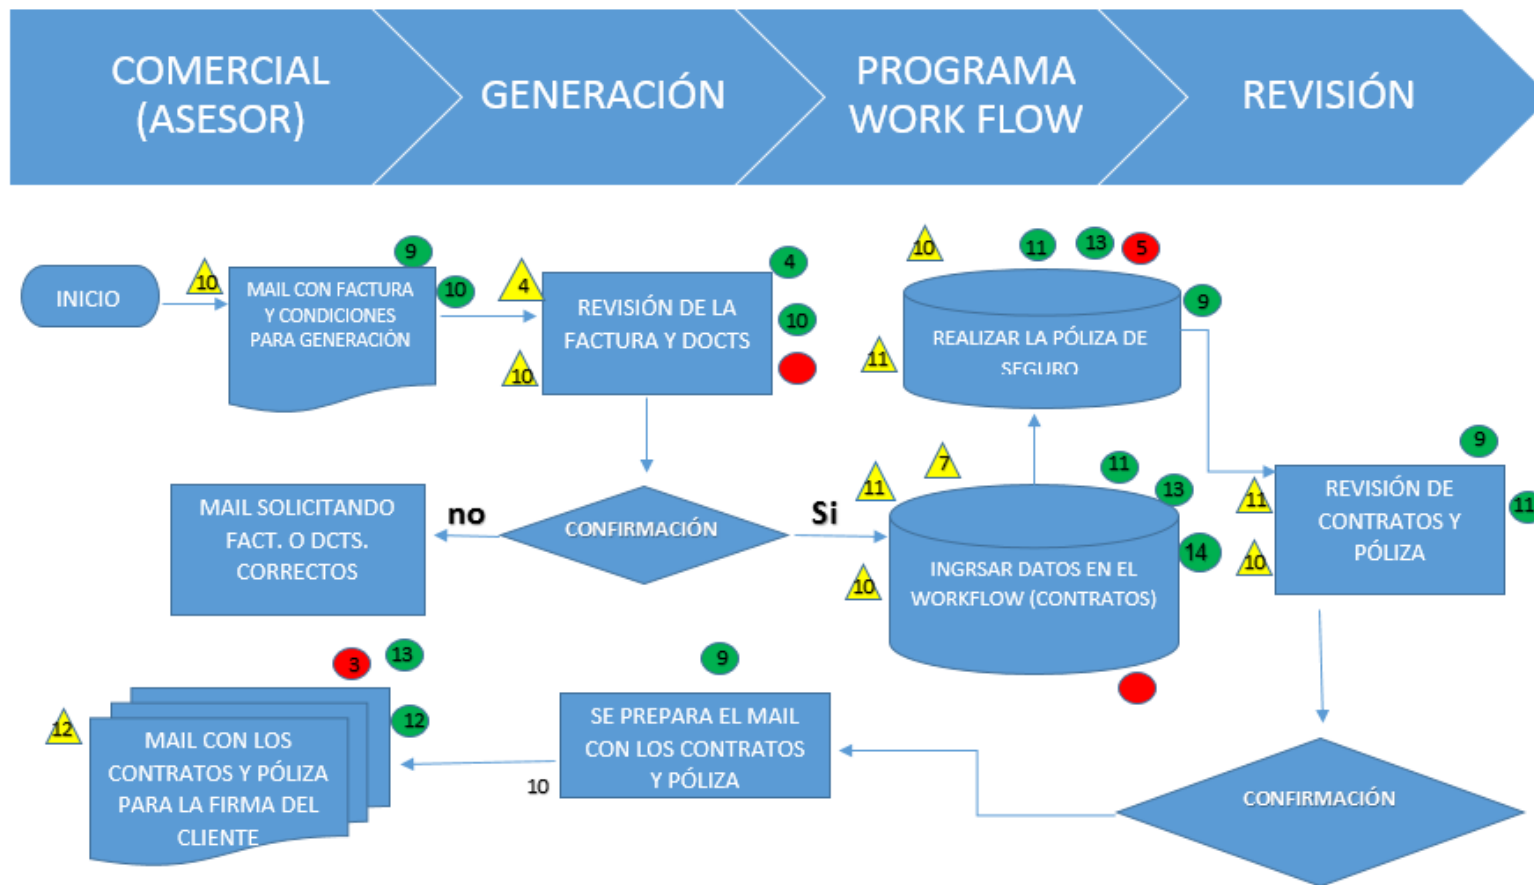 COMERCIAL
(ASESOR)
GENERACIÓN
PROGRAMA
WORK FLOW
REVISIÓN
INICIO
10
MAIL CON FACTURA
Y CONDICIONES
PARA GENERACIÓN
9
10
4
10
REVISIÓN DE LA
FACTURA Y DOCTS
4
10
10
11
13
5
9
11
REALIZAR LA PÓLIZA DE
SEGURO
MAIL SOLICITANDO
FACT. O DCTS.
CORRECTOS
no
CONFIRMACIÓN
Si
11
7
11
13
14
10
INGRSAR DATOS EN EL
WORKFLOW (CONTRATOS)
9
11
11
10
REVISIÓN DE
CONTRATOS Y
PÓLIZA
3
13
12
12
MAIL CON LOS
CONTRATOS Y PÓLIZA
PARA LA FIRMA DEL
CLIENTE
9
SE PREPARA EL MAIL
CON LOS CONTRATOS
Y PÓLIZA
10
CONFIRMACIÓN